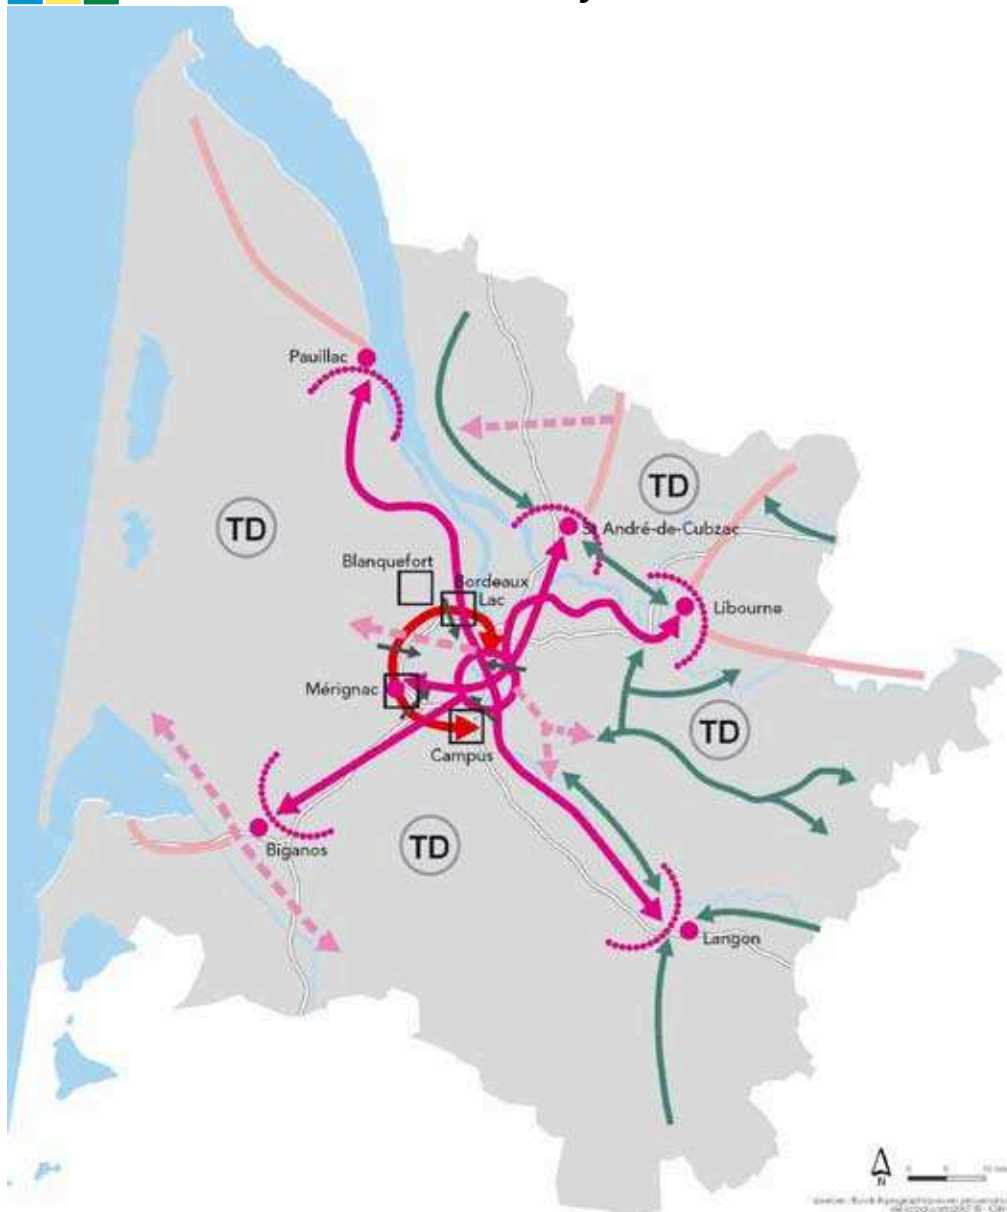 Pauillac
TD
St André-de-Cubzac
TD
Blanquefort
Bordeaux
Lac
Libourne
Mérignac
TD
Campus
TD
Biganos
Langon
N